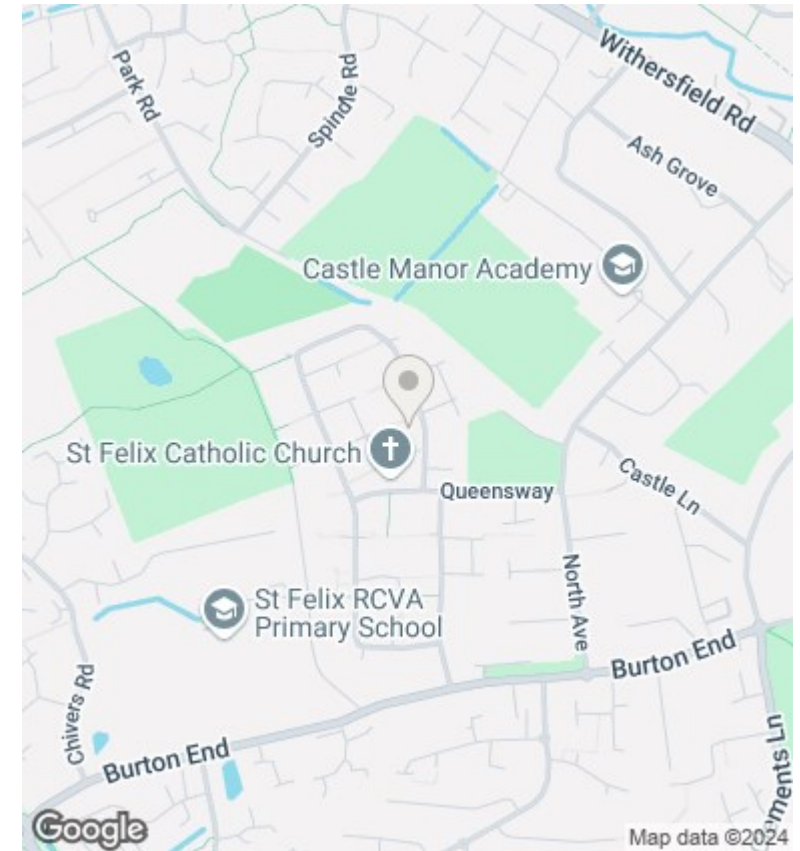 Withersfield Rd
Park Rd
Spindle Rd
Ash Grove
Castle Manor Academy
St Felix Catholic Church
Castle Ln
Queensway
North Ave
St Felix RCVA
Primary School
Burton End
Chivers Rd
Burton End
ements Ln
Google
Map data ©2024